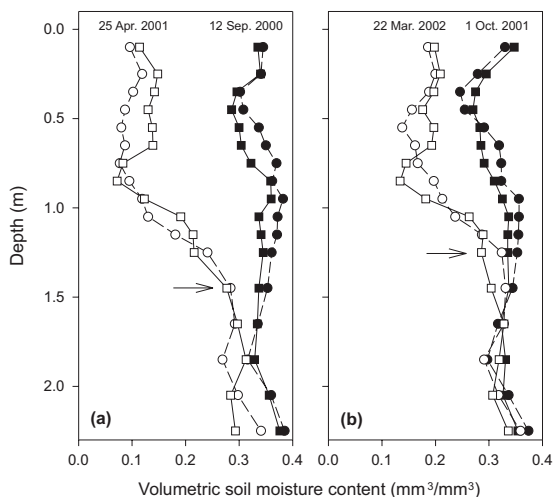 25 Apr. 2001 12 Sep. 2000 22 Mar. 2002 1 Oct. 2001
0.0
0.5
1.0
1.5
2.0
Depth (m)
(a) (b)
0.0 0.1 0.2 0.3 0.4 0.0 0.1 0.2 0.3 0.4
Volumetric soil moisture content (mm³/mm³)